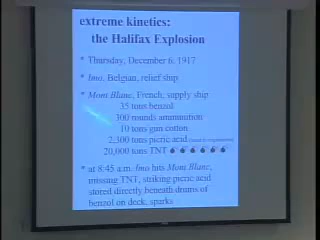 extreme kinetics:
the Halifax Explosion
* Thursday, December 6, 1917
* Imo, Belgian, relief ship
* Mont Blanc, French, supply ship
35 tons benzol
300 rounds ammunition
10 tons gun cotton
2,300 tons picric acid
20,000 tons TNT
* at 8:45 a.m. Imo hits Mont Blanc,
missing TNT, striking picric acid
stored directly beneath drums of
benzol on deck, sparks